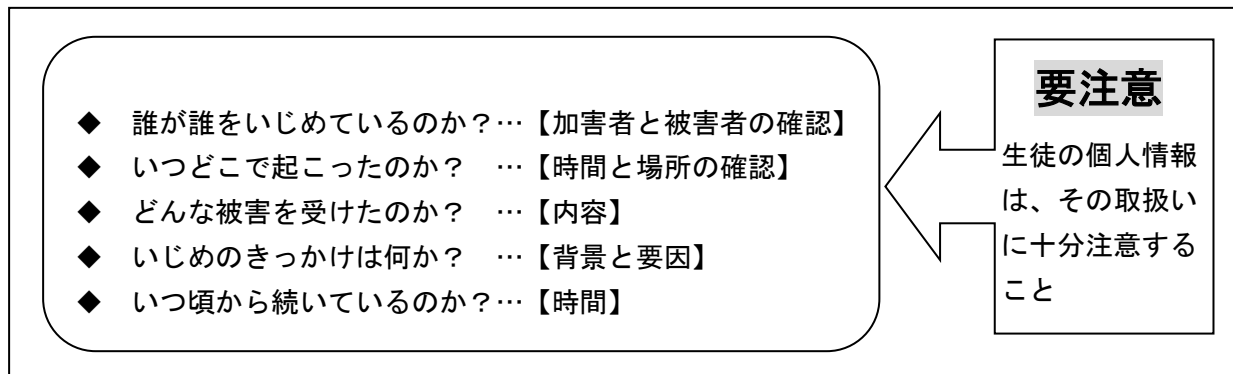 ◆ 誰が誰をいじめているのか？…【加害者と被害者の確認】
◆ いつどこで起こったのか？ …【時間と場所の確認】
◆ どんな被害を受けたのか？ …【内容】
◆ いじめのきっかけは何か？ …【背景と要因】
◆ いつ頃から続いているのか？…【時間】
要注意
生徒の個人情報
は、その取扱い
に十分注意する
こと